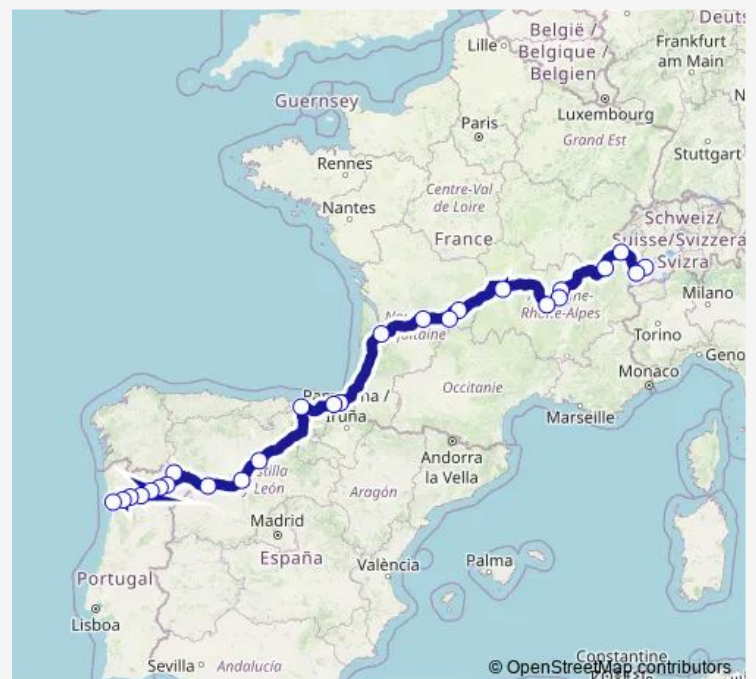 België /
Belgique /
Belgien
Deuts
Frankfurt
am Main
Lille
Guernsey
Luxembourg
Paris
Grand Est
Stuttgart
Rennes
Centre-Val
de Loire
Nantes
France
Schweiz/
Suisse/Svizzera
Svizra
Milano
Rhône-Alpes
Torino
Geno
Monaco
Occitanie
Marseille
Iruña
Andorra
la Vella
y León
Aragón
Madrid
España
València
Palma
Portugal
Lisboa
Sevilla
Andalucía
Constantine
© OpenStreetMap contributors